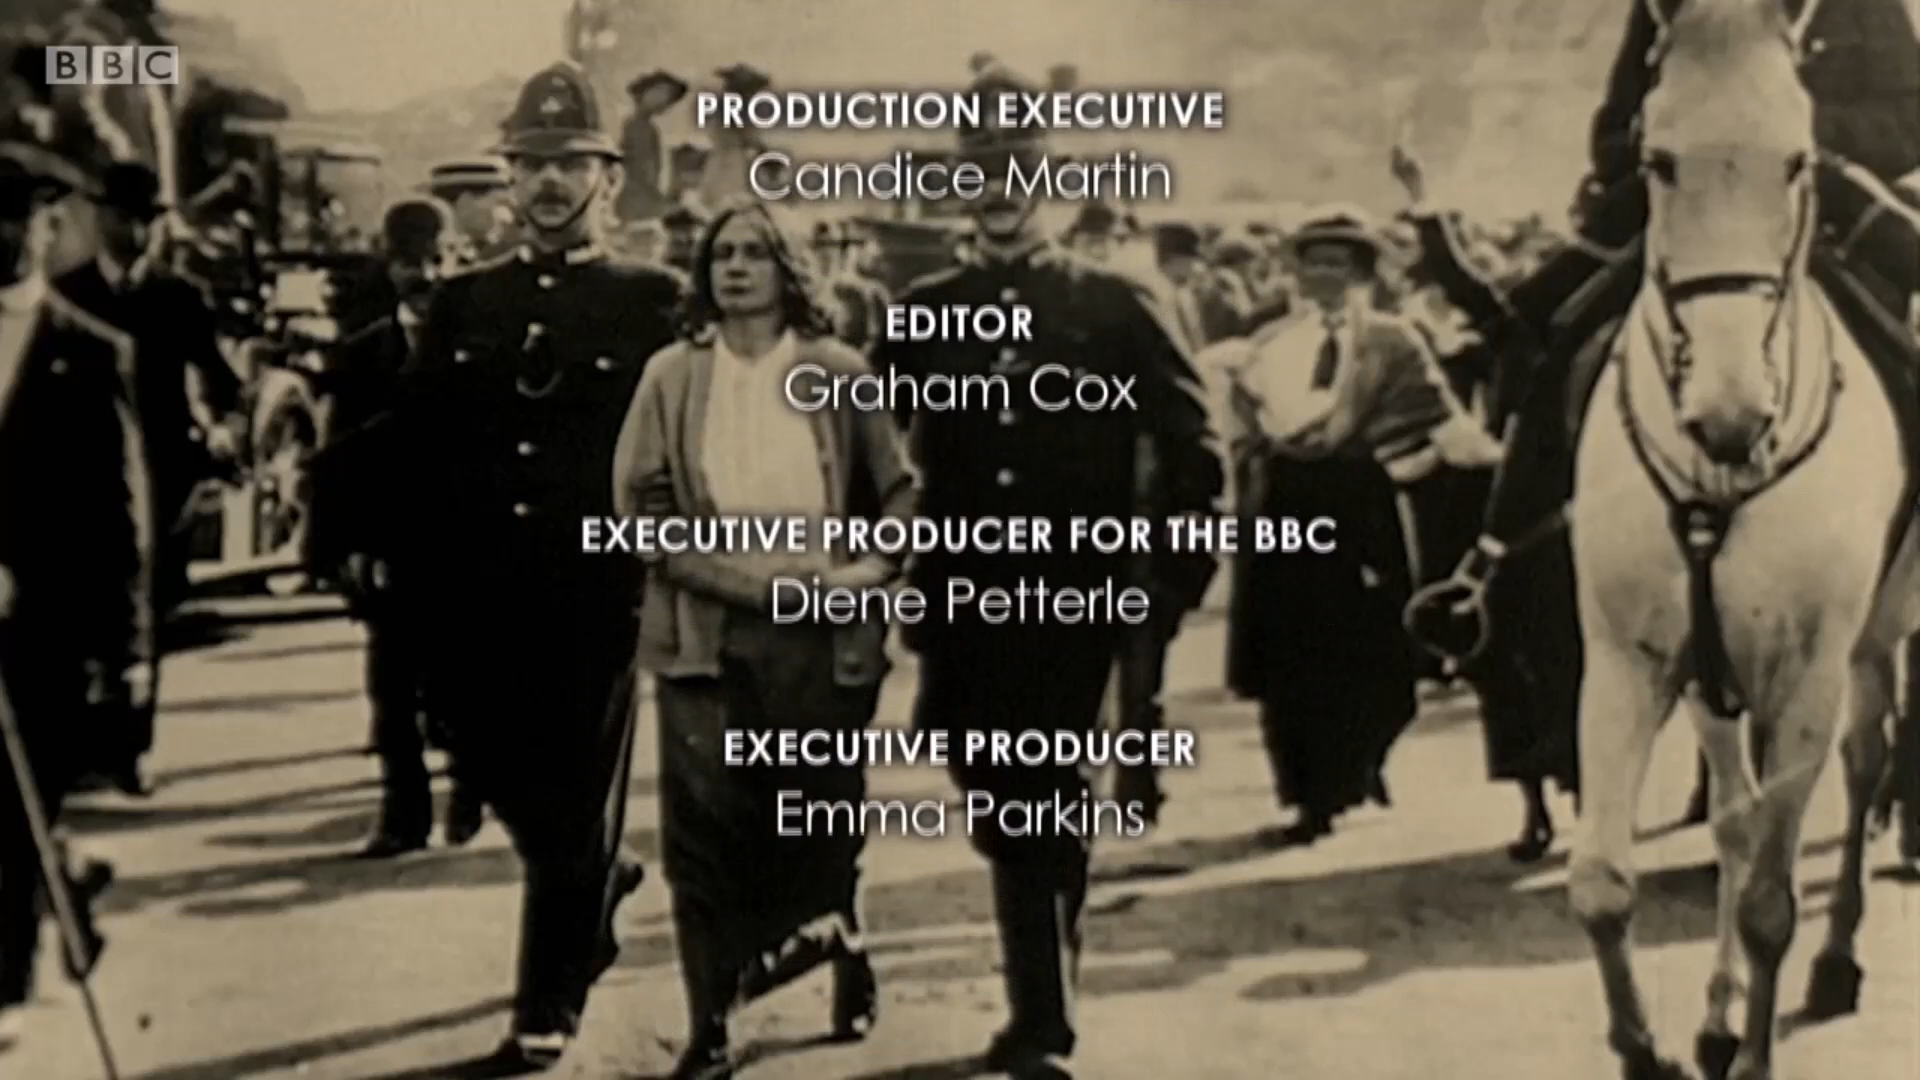 BBC
PRODUCTION EXECUTIVE
Candice Martin
EDITOR
Graham Cox
EXECUTIVE PRODUCER FOR THE BBC
Diene Petterle
EXECUTIVE PRODUCER
Emma Parkins